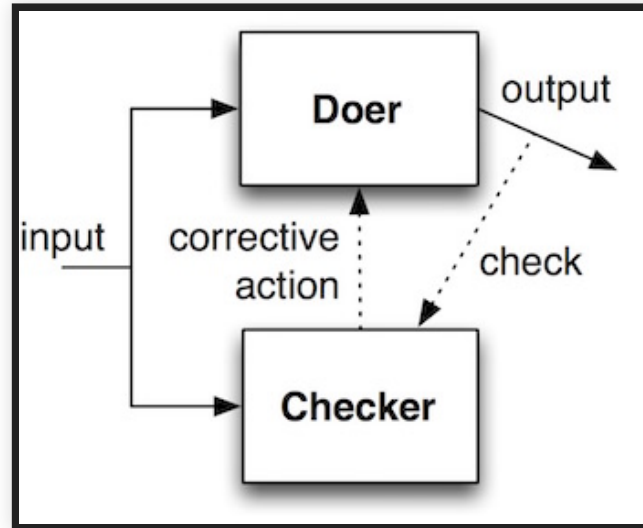 Doer
output
input
corrective
action
check
Checker